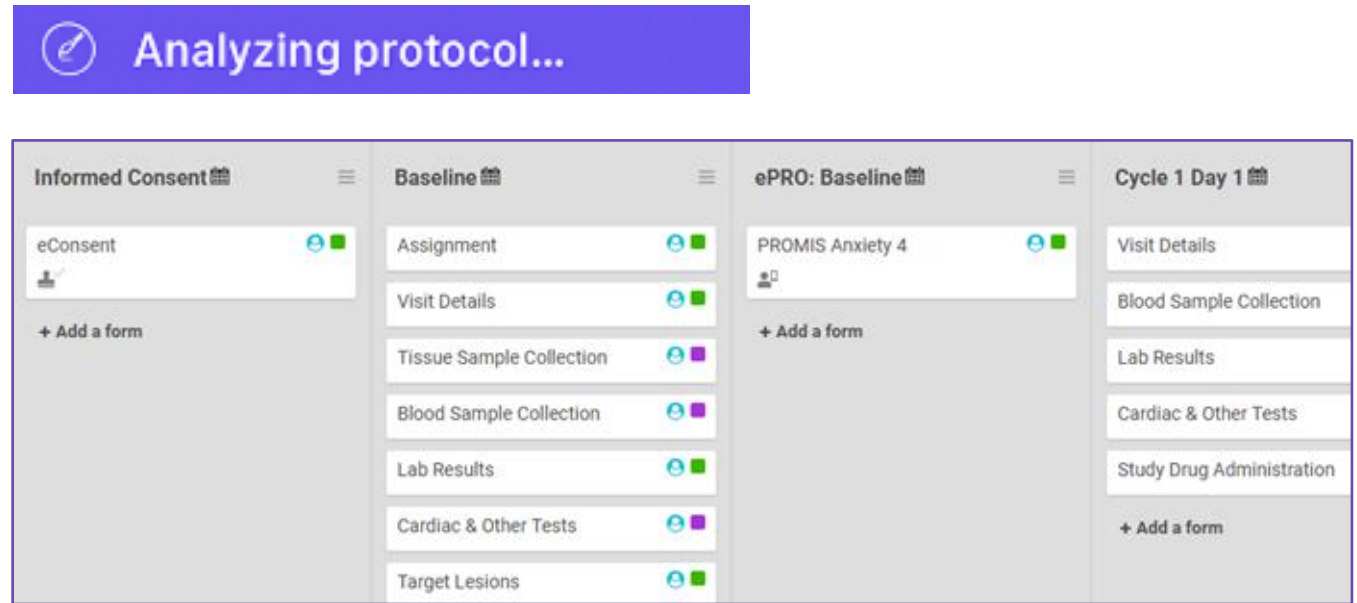 Analyzing protocol...
Informed Consent
eConsent
+ Add a form
Baseline
Assignment
Visit Details
Tissue Sample Collection
Blood Sample Collection
Lab Results
Cardiac & Other Tests
Target Lesions
ePRO: Baseline
PROMIS Anxiety 4
+ Add a form
Cycle 1 Day 1
Visit Details
Blood Sample Collection
Lab Results
Cardiac & Other Tests
Study Drug Administration
+ Add a form